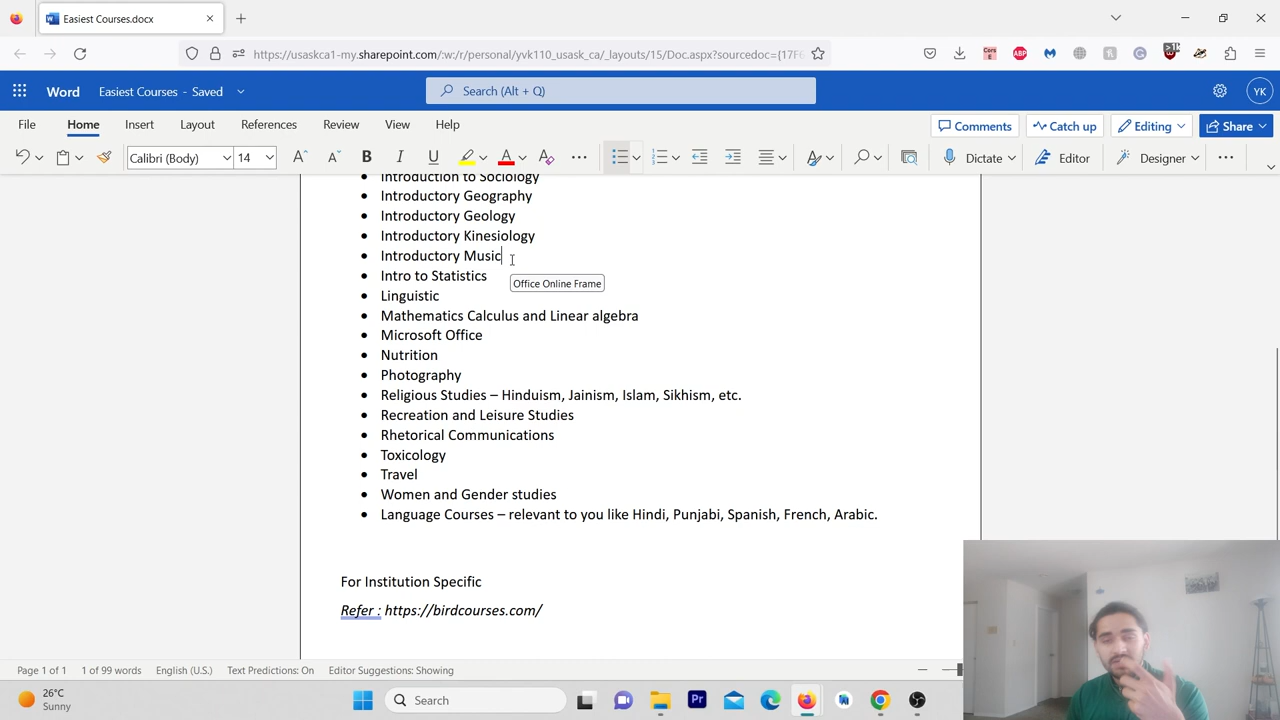 Easiest Courses.docx
https://usaskca1-my.sharepoint.com/:w:/r/personal/yvk110_usask_ca/_layouts/15/Doc.aspx?sourcedoc={17F6
Word
Easiest Courses - Saved
Search (Alt + Q)
YK
File
Home
Insert
Layout
References
Review
View
Help
Comments
Catch up
Editing
Share
Calibri (Body)
14
B
I
U
A
Dictate
Editor
Designer
Introduction to Sociology
Introductory Geography
Introductory Geology
Introductory Kinesiology
Introductory Music
Intro to Statistics
Office Online Frame
Linguistic
Mathematics Calculus and Linear algebra
Microsoft Office
Nutrition
Photography
Religious Studies – Hinduism, Jainism, Islam, Sikhism, etc.
Recreation and Leisure Studies
Rhetorical Communications
Toxicology
Travel
Women and Gender studies
Language Courses – relevant to you like Hindi, Punjabi, Spanish, French, Arabic.
For Institution Specific
Refer : https://birdcourses.com/
Page 1 of 1
1 of 99 words
English (U.S.)
Text Predictions: On
Editor Suggestions: Showing
26°C
Sunny
Search
Pr